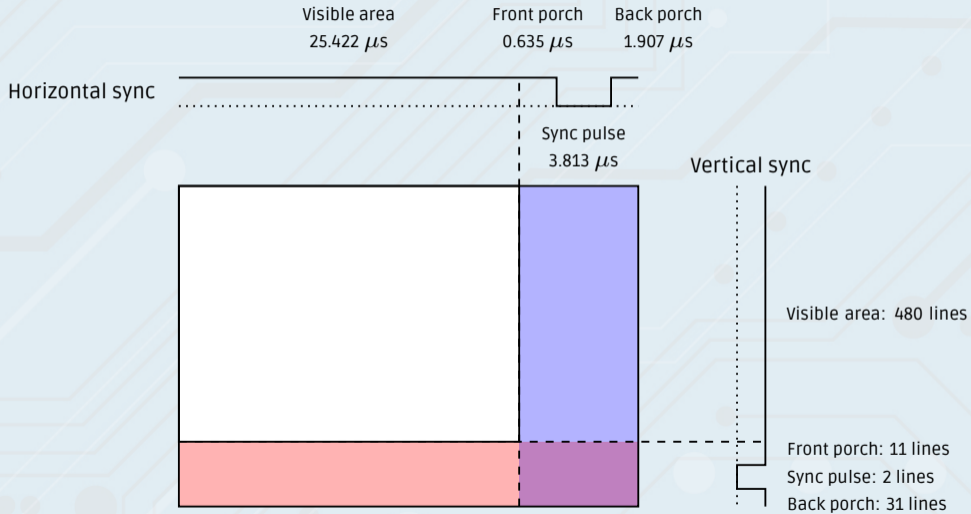 Visible area
25.422 μs
Front porch
0.635 μs
Back porch
1.907 μs
Horizontal sync
Sync pulse
3.813 μs
Vertical sync
Visible area: 480 lines
Front porch: 11 lines
Sync pulse: 2 lines
Back porch: 31 lines